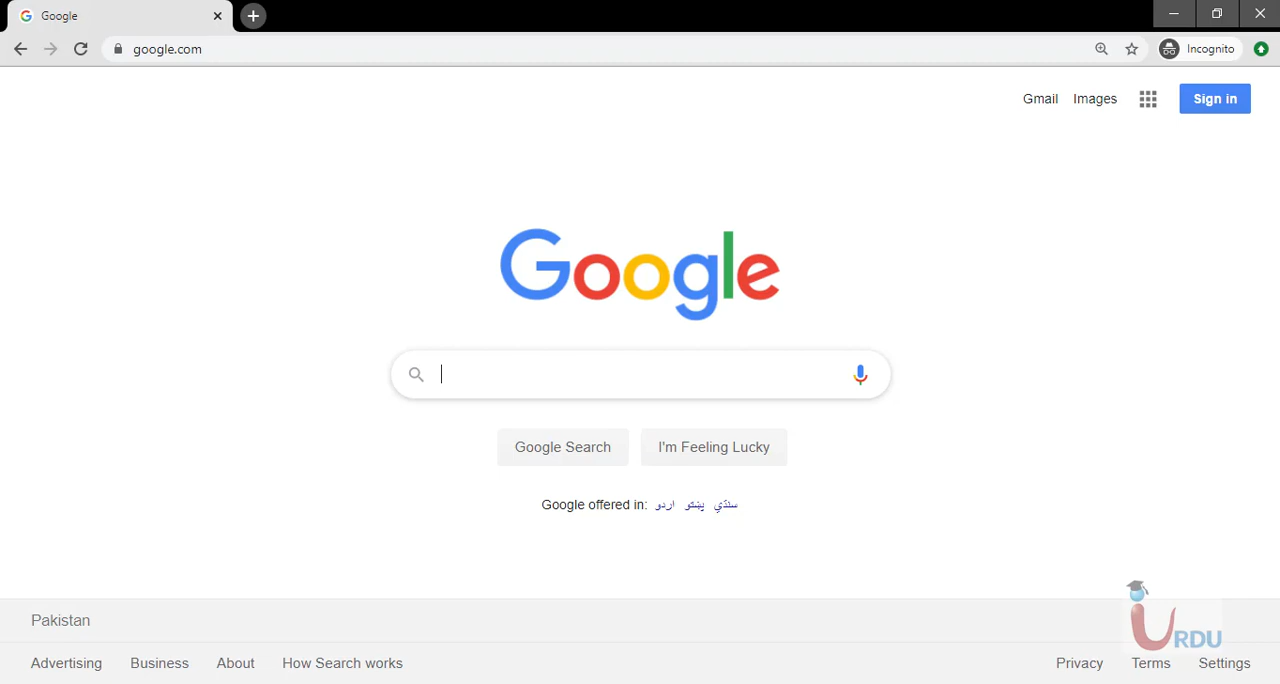 Google
google.com
Incognito
Gmail Images
Sign in
Google
Google Search
I'm Feeling Lucky
Google offered in: اردو پښتو سنڌي
Pakistan
Advertising Business About How Search works
Privacy Terms Settings
iURDU